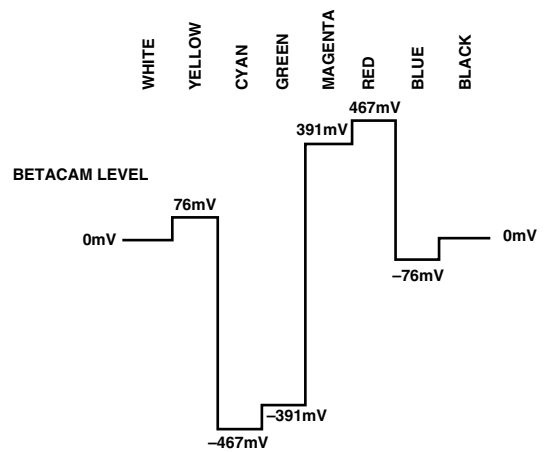 WHITE
YELLOW
CYAN
GREEN
MAGENTA
RED
BLUE
BLACK
467mV
391mV
BETACAM LEVEL
76mV
0mV
0mV
–76mV
–391mV
–467mV